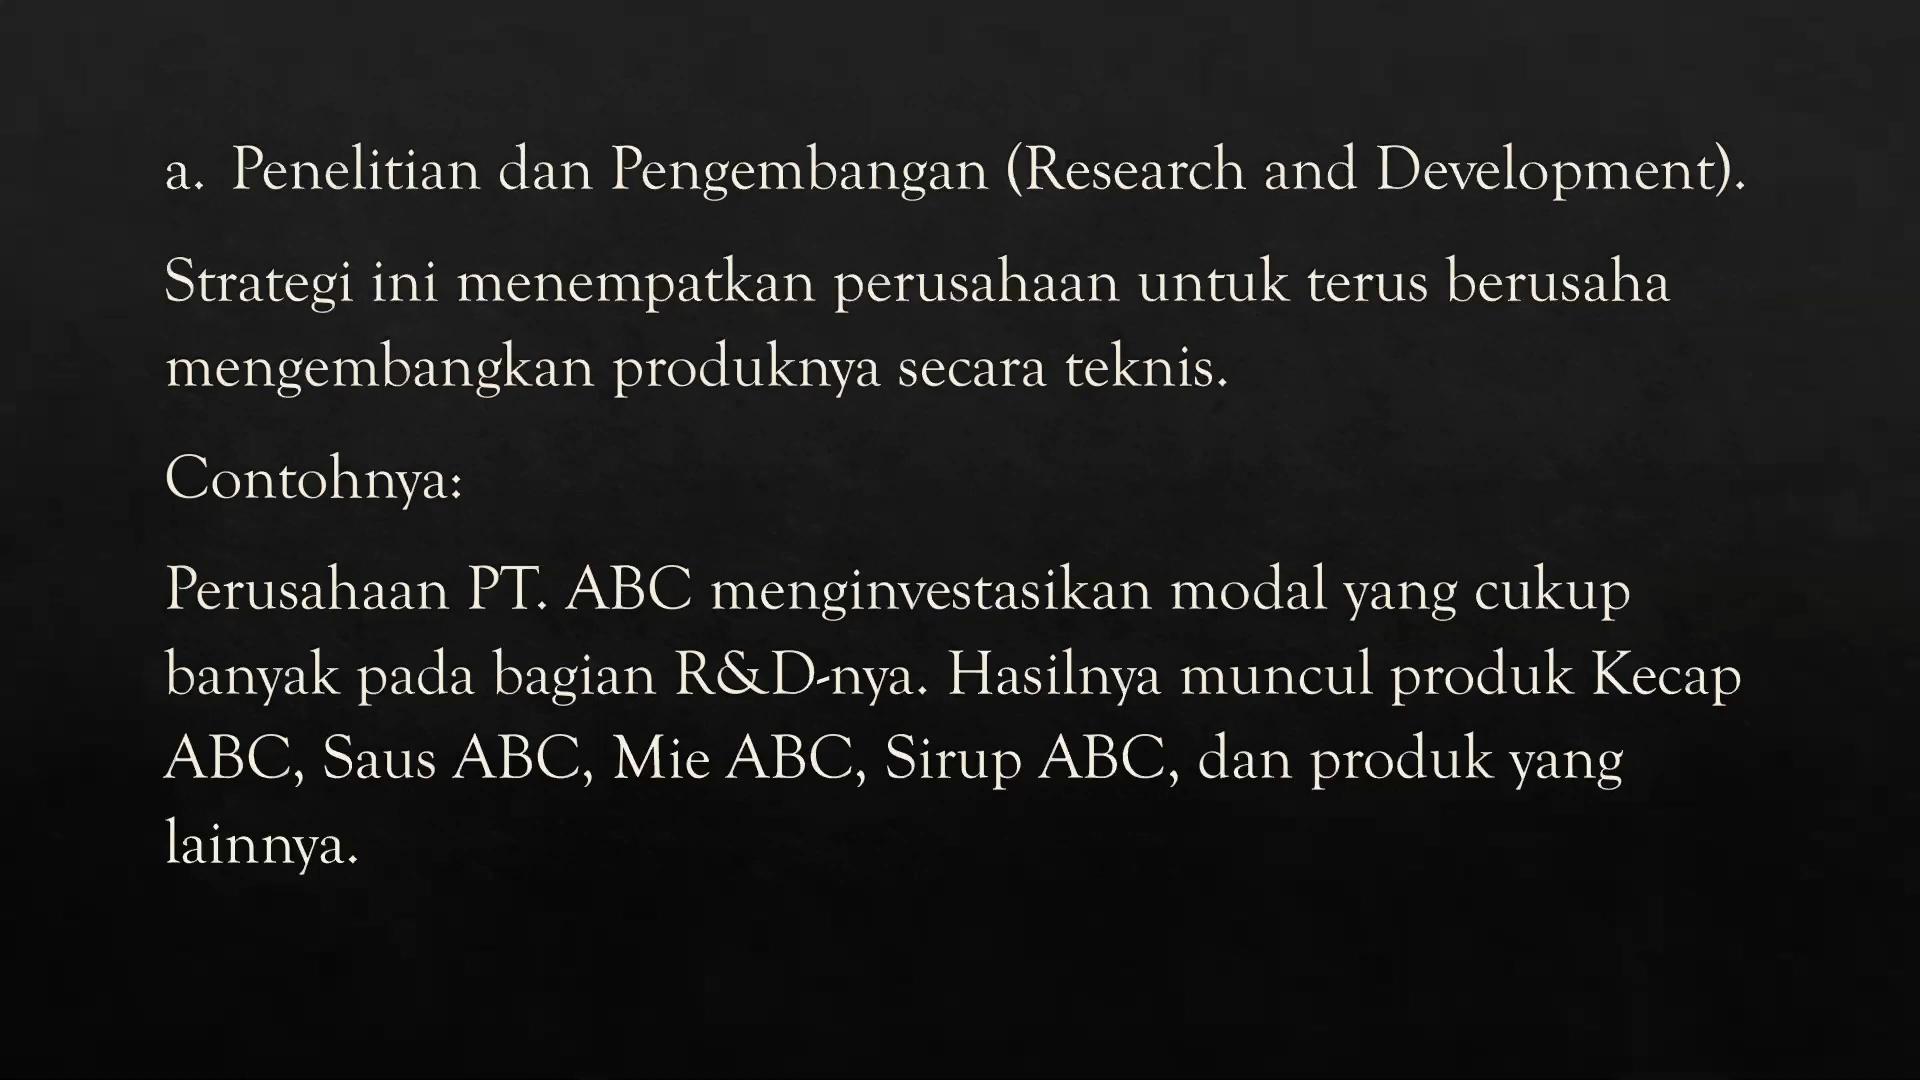 a. Penelitian dan Pengembangan (Research and Development).
Strategi ini menempatkan perusahaan untuk terus berusaha
mengembangkan produknya secara teknis.
Contohnya:
Perusahaan PT. ABC menginvestasikan modal yang cukup
banyak pada bagian R&D-nya. Hasilnya muncul produk Kecap
ABC, Saus ABC, Mie ABC, Sirup ABC, dan produk yang
lainnya.